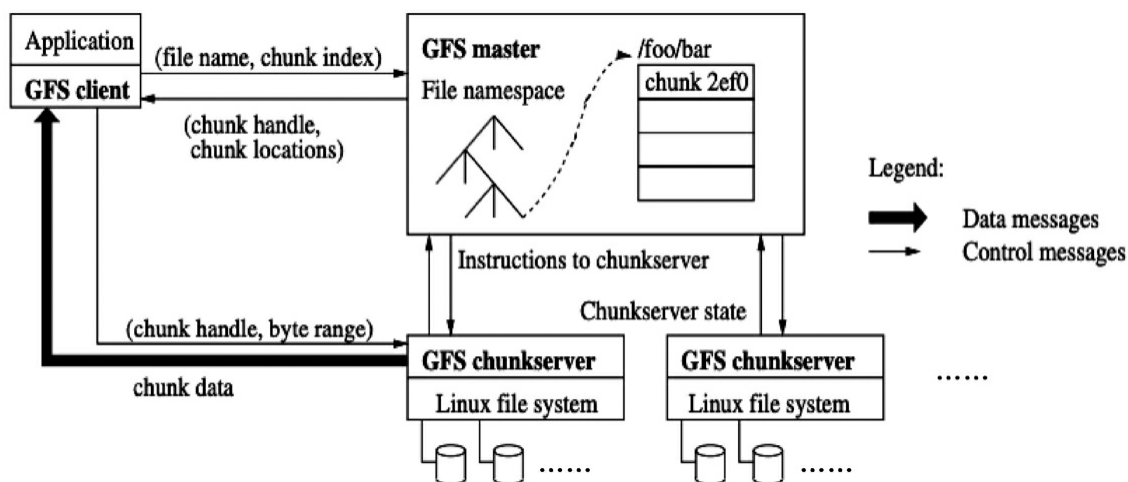 Application
GFS client
(file name, chunk index)
(chunk handle,
chunk locations)
GFS master
File namespace
/foo/bar
chunk 2ef0
Legend:
Data messages
Control messages
Instructions to chunkserver
Chunkserver state
(chunk handle, byte range)
chunk data
GFS chunkserver
Linux file system
GFS chunkserver
Linux file system
......
......
......